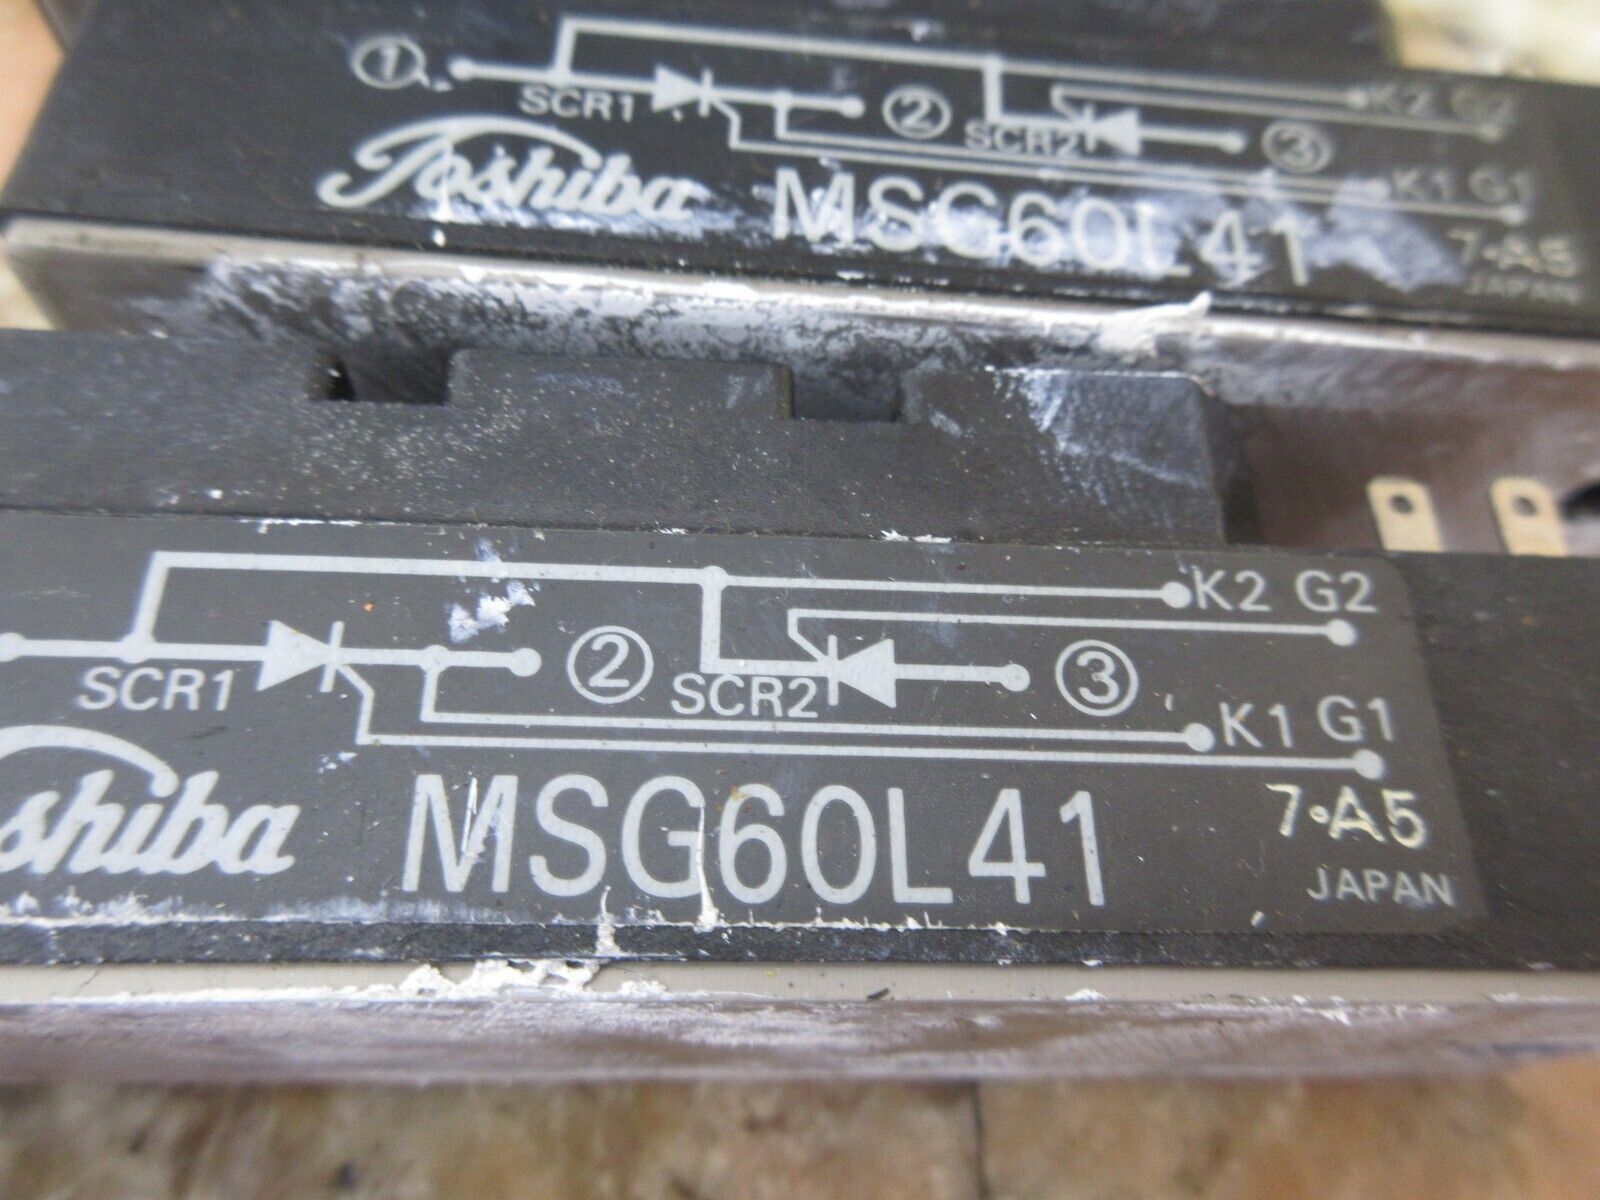 ① K2 G2
SCR1 ② SCR2 ③
K1 G1
Toshiba MSG60L41 7·A5
JAPAN
K2 G2
SCR1 ② SCR2 ③
K1 G1
MSG60L41 7·A5
JAPAN